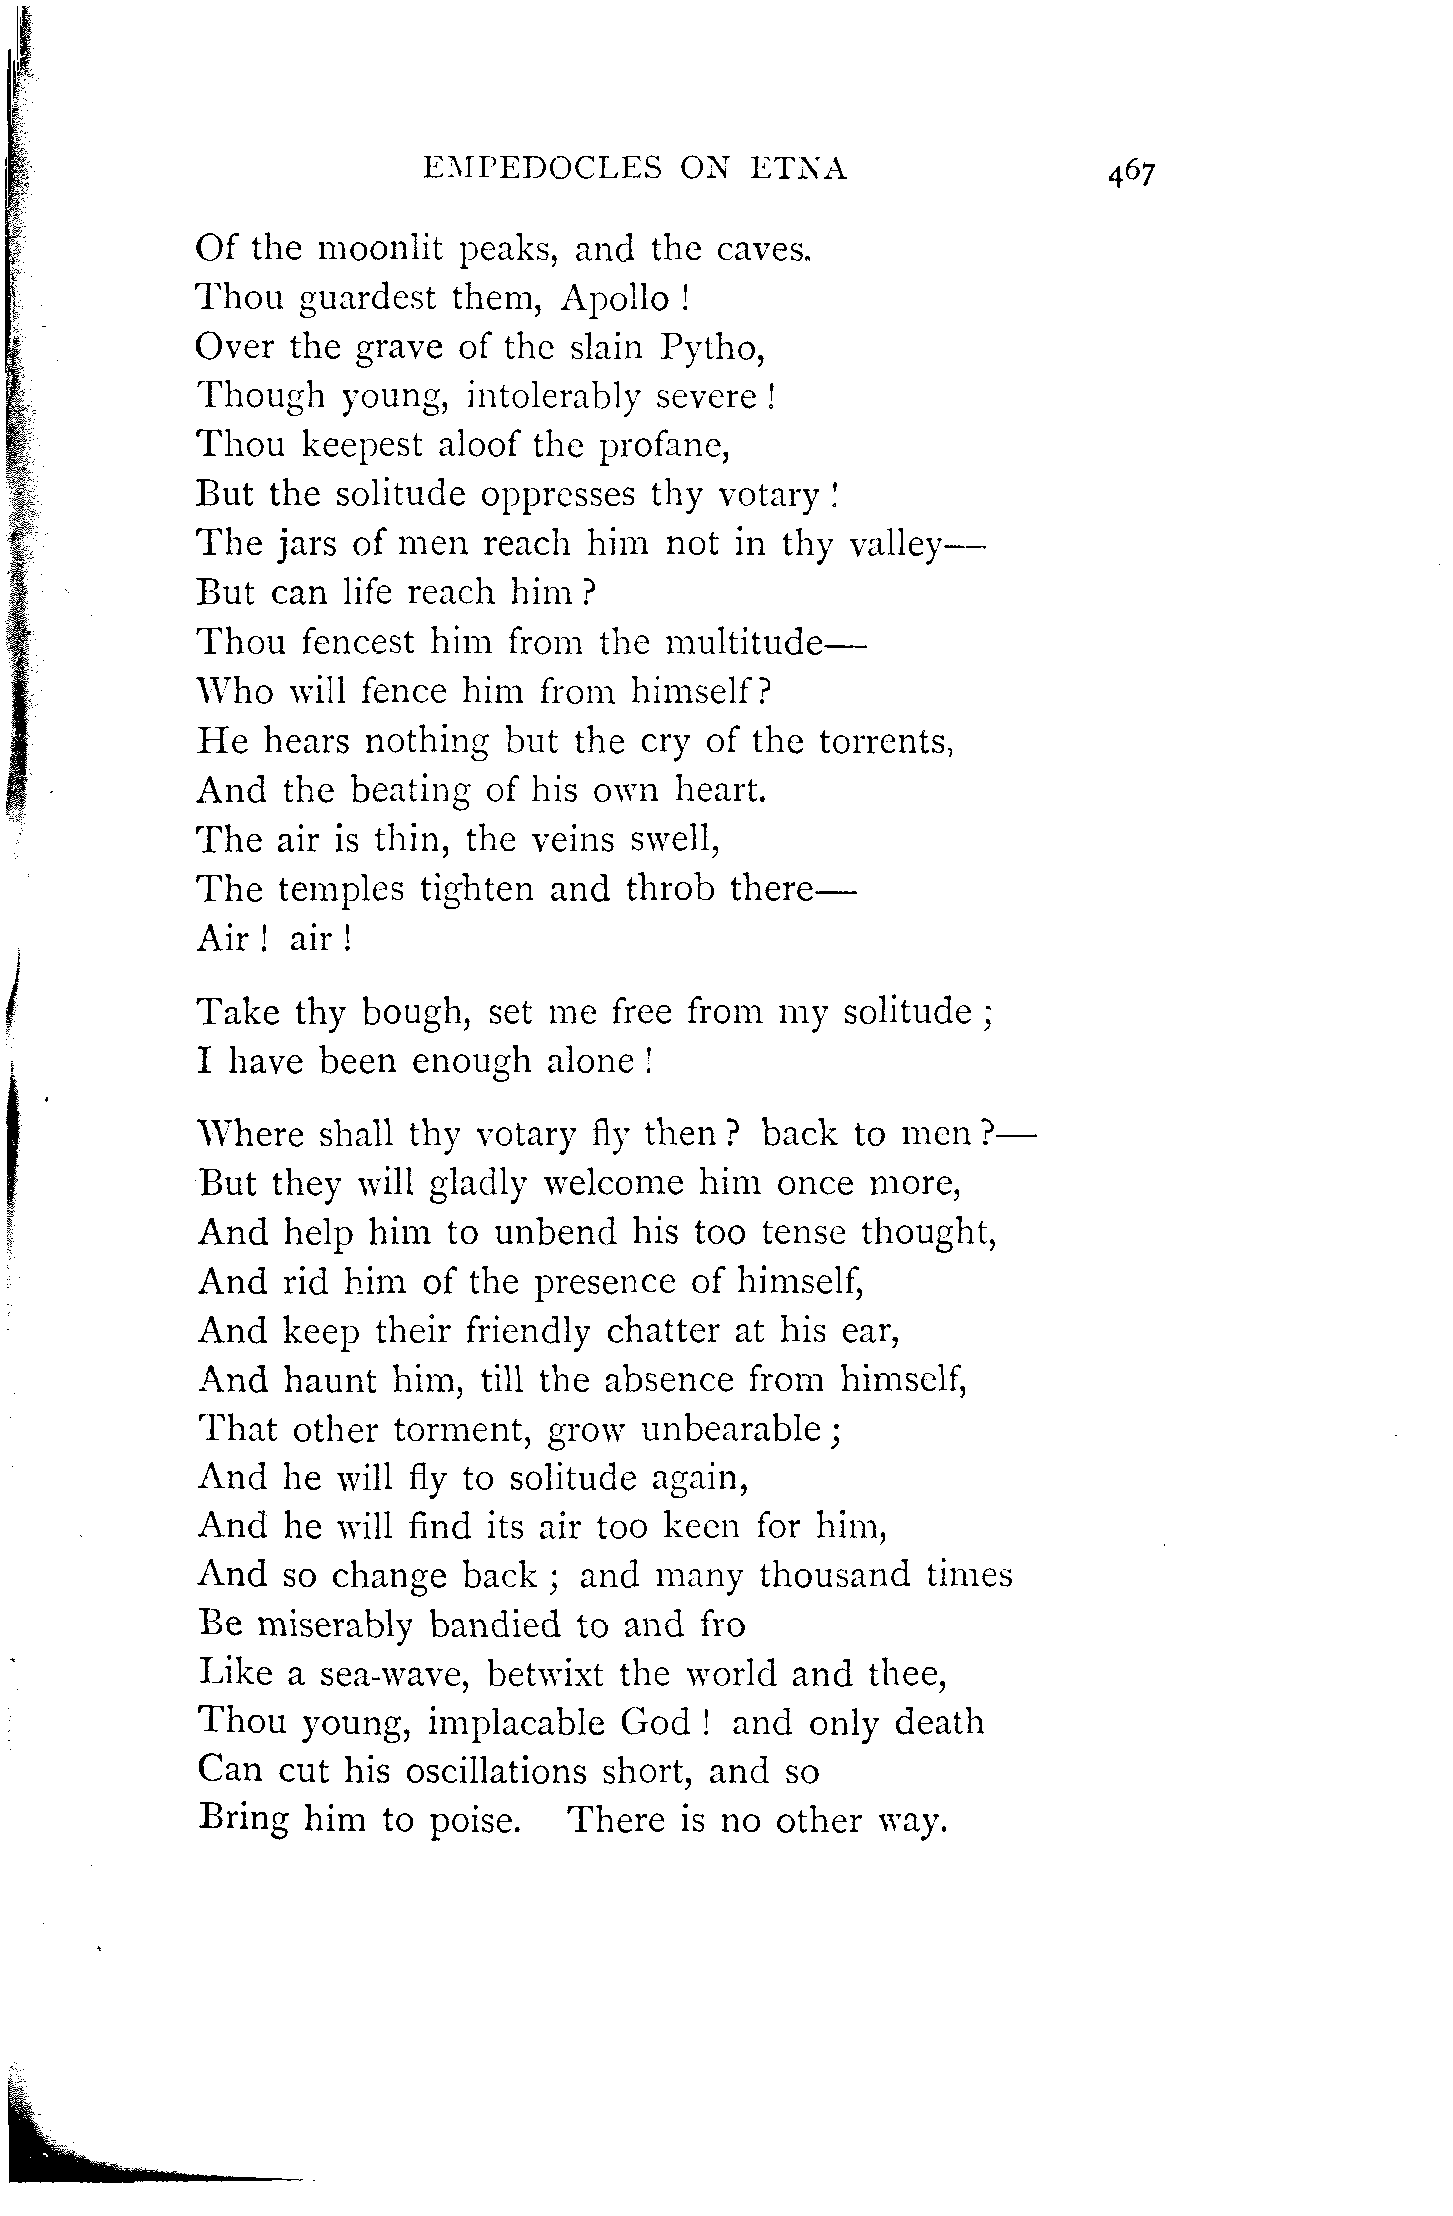 EMPEDOCLES ON ETNA 467
Of the moonlit peaks, and the caves.
Thou guardest them, Apollo !
Over the grave of the slain Pytho,
Though young, intolerably severe !
Thou keepest aloof the profane,
But the solitude oppresses thy votary !
The jars of men reach him not in thy valley—
But can life reach him ?
Thou fencest him from the multitude—
Who will fence him from himself?
He hears nothing but the cry of the torrents,
And the beating of his own heart.
The air is thin, the veins swell,
The temples tighten and throb there—
Air ! air !
Take thy bough, set me free from my solitude ;
I have been enough alone !
Where shall thy votary fly then ? back to men ?—
But they will gladly welcome him once more,
And help him to unbend his too tense thought,
And rid him of the presence of himself,
And keep their friendly chatter at his ear,
And haunt him, till the absence from himself,
That other torment, grow unbearable ;
And he will fly to solitude again,
And he will find its air too keen for him,
And so change back ; and many thousand times
Be miserably bandied to and fro
Like a sea-wave, betwixt the world and thee,
Thou young, implacable God ! and only death
Can cut his oscillations short, and so
Bring him to poise. There is no other way.